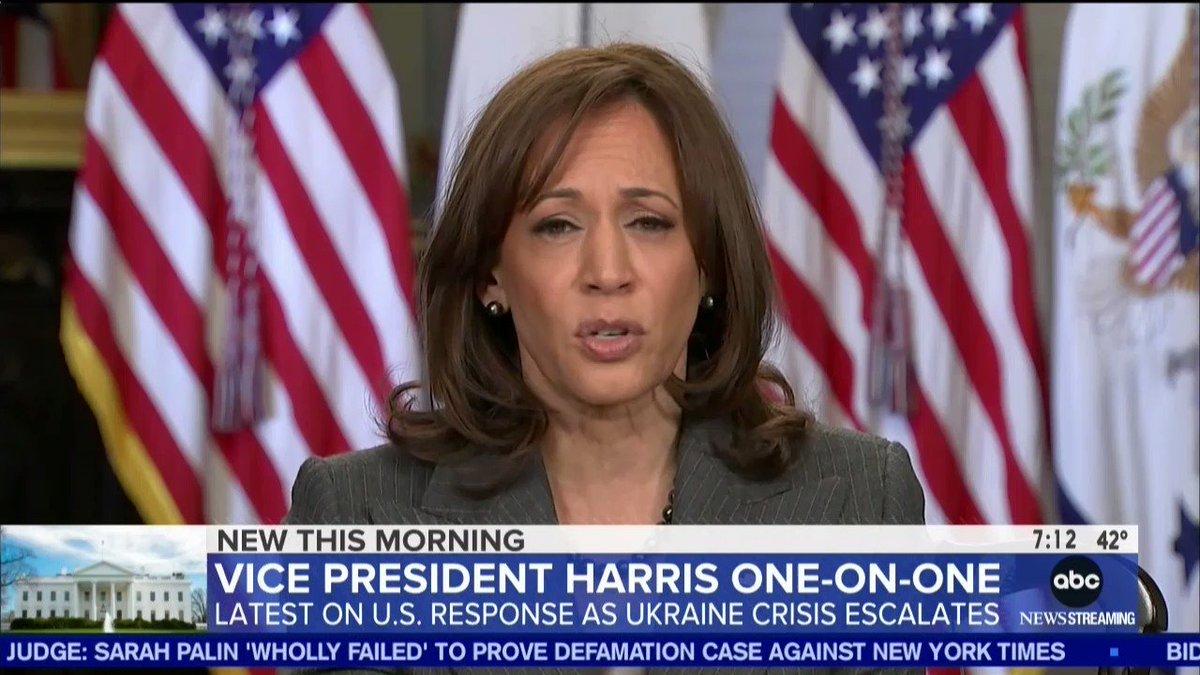 NEW THIS MORNING
7:12 42°
VICE PRESIDENT HARRIS ONE-ON-ONE
LATEST ON U.S. RESPONSE AS UKRAINE CRISIS ESCALATES
abc
NEWS STREAMING
JUDGE: SARAH PALIN 'WHOLLY FAILED' TO PROVE DEFAMATION CASE AGAINST NEW YORK TIMES ▪ BID